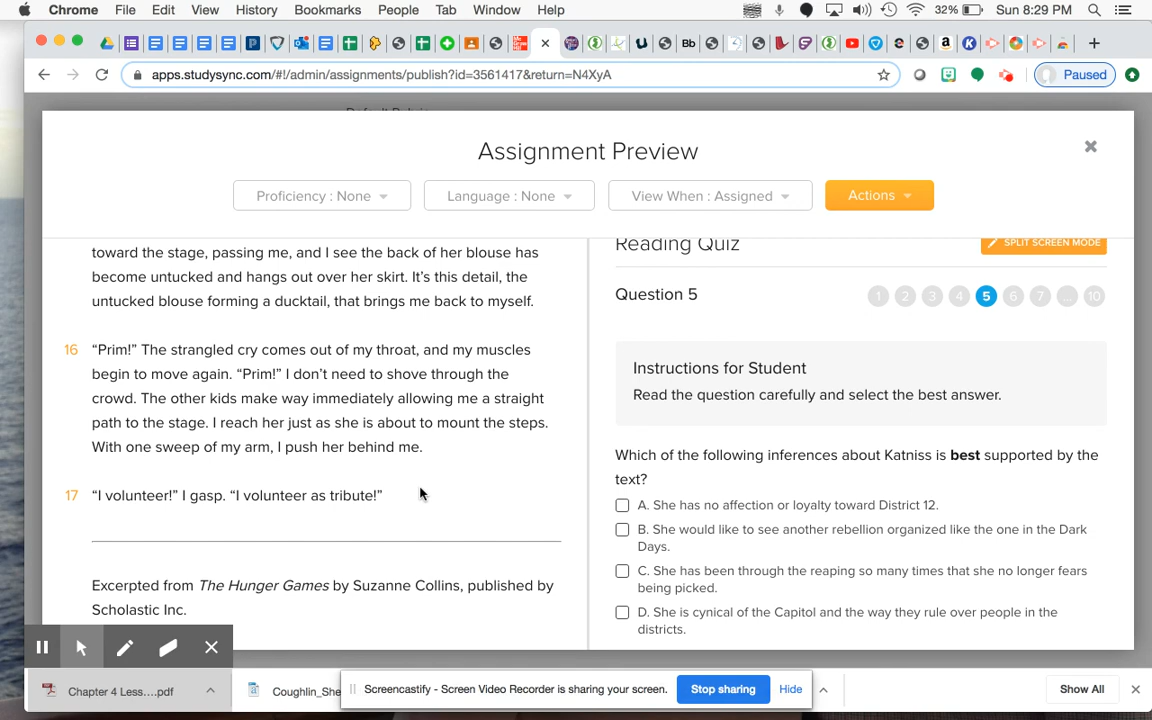 Chrome File Edit View History Bookmarks People Tab Window Help 32% Sun 8:29 PM
apps.studysync.com/#!/admin/assignments/publish?id=3561417&return=N4XyA Paused
Assignment Preview
Proficiency : None Language : None View When : Assigned Actions
toward the stage, passing me, and I see the back of her blouse has
become untucked and hangs out over her skirt. It's this detail, the
untucked blouse forming a ducktail, that brings me back to myself.
16 “Prim!” The strangled cry comes out of my throat, and my muscles
begin to move again. “Prim!” I don’t need to shove through the
crowd. The other kids make way immediately allowing me a straight
path to the stage. I reach her just as she is about to mount the steps.
With one sweep of my arm, I push her behind me.
17 “I volunteer!” I gasp. “I volunteer as tribute!”
Excerpted from The Hunger Games by Suzanne Collins, published by
Scholastic Inc.
Reading Quiz SPLIT SCREEN MODE
Question 5 1 2 3 4 5 6 7 ... 10
Instructions for Student
Read the question carefully and select the best answer.
Which of the following inferences about Katniss is best supported by the
text?
A. She has no affection or loyalty toward District 12.
B. She would like to see another rebellion organized like the one in the Dark
Days.
C. She has been through the reaping so many times that she no longer fears
being picked.
D. She is cynical of the Capitol and the way they rule over people in the
districts.
Chapter 4 Less....pdf Coughlin_She Screencastify - Screen Video Recorder is sharing your screen. Stop sharing Hide Show All